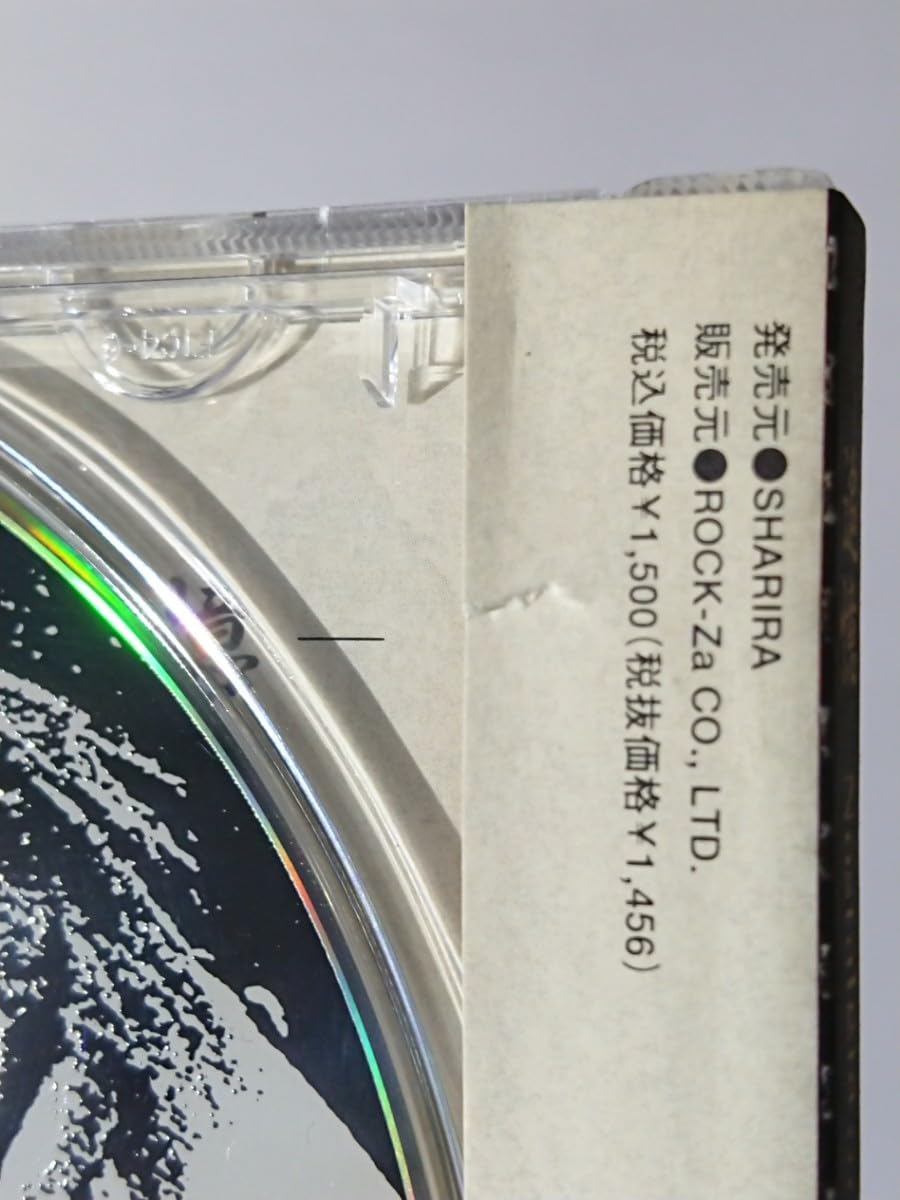 発売元●SHARIRA
販売元●ROCK-Za CO., LTD.
税込価格¥1,500(税抜価格¥1,456)